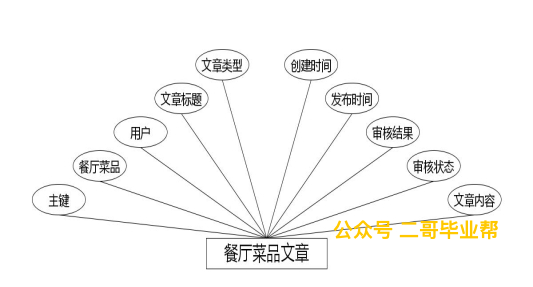 文章类型
创建时间
文章标题
发布时间
用户
审核结果
餐厅菜品
审核状态
主键
文章内容
公众号 二哥毕业帮
餐厅菜品文章